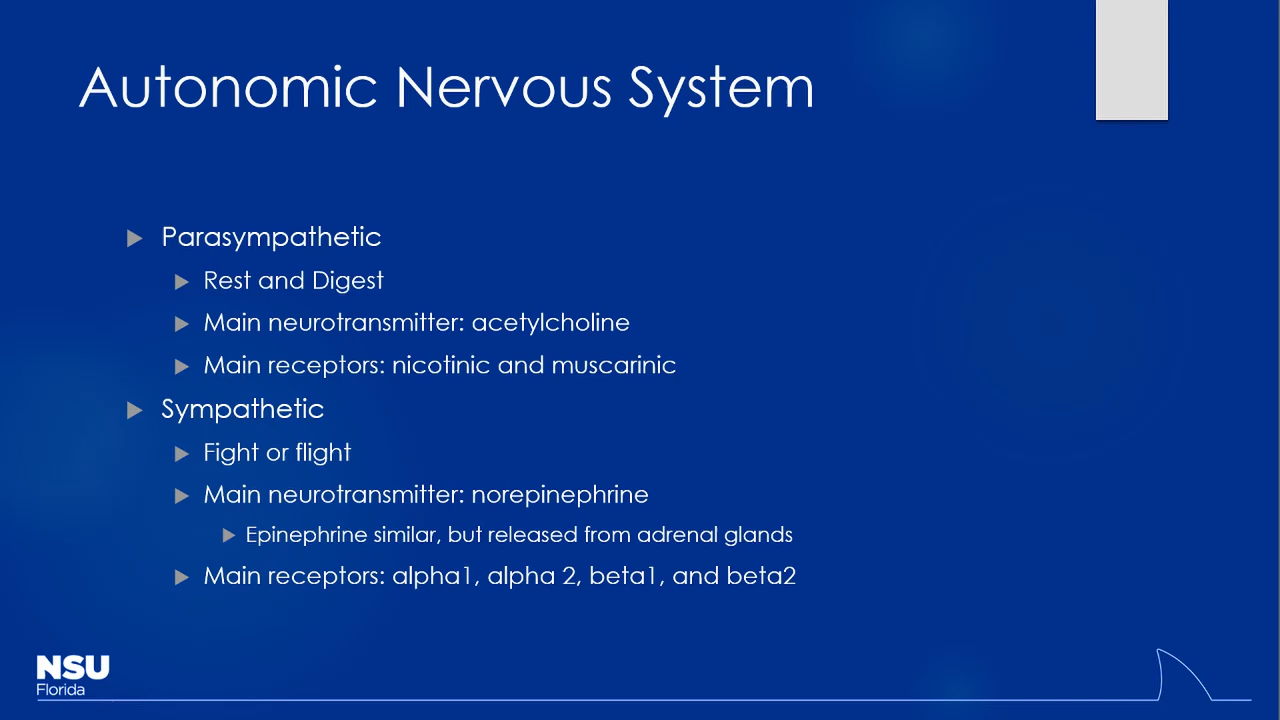 Autonomic Nervous System
Parasympathetic
Rest and Digest
Main neurotransmitter: acetylcholine
Main receptors: nicotinic and muscarinic
Sympathetic
Fight or flight
Main neurotransmitter: norepinephrine
Epinephrine similar, but released from adrenal glands
Main receptors: alpha1, alpha 2, beta1, and beta2
NSU
Florida